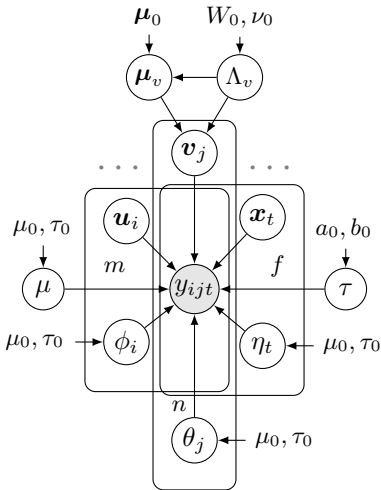 𝝁₀ W₀, ν₀
𝝁ᵥ Λᵥ
. . . 𝒗ⱼ . . .
𝒖ᵢ 𝒙ₜ
μ₀, τ₀ m f a₀, b₀
μ yᵢⱼₜ τ
μ₀, τ₀ ϕᵢ ηₜ μ₀, τ₀
n
θⱼ μ₀, τ₀